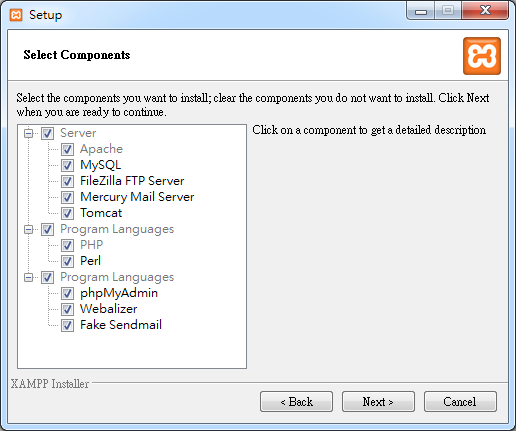 Setup
Select Components
Select the components you want to install; clear the components you do not want to install. Click Next
when you are ready to continue.
Server
Apache
MySQL
FileZilla FTP Server
Mercury Mail Server
Tomcat
Program Languages
PHP
Perl
Program Languages
phpMyAdmin
Webalizer
Fake Sendmail
Click on a component to get a detailed description
XAMPP Installer
< Back
Next >
Cancel